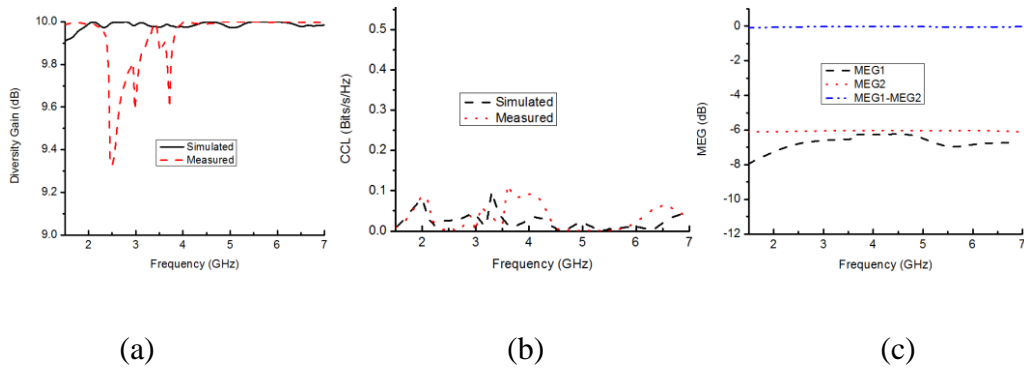 10.0
9.8
9.6
9.4
9.2
9.0
Diversity Gain (dB)
Simulated
Measured
2 3 4 5 6 7
Frequency (GHz)
0.5
0.4
0.3
0.2
0.1
0.0
CCL (Bits/s/Hz)
Simulated
Measured
2 3 4 5 6 7
Frequency (GHz)
0
-2
-4
-6
-8
-10
-12
MEG (dB)
MEG1
MEG2
MEG1-MEG2
2 3 4 5 6 7
Frequency (GHz)
(a) (b) (c)